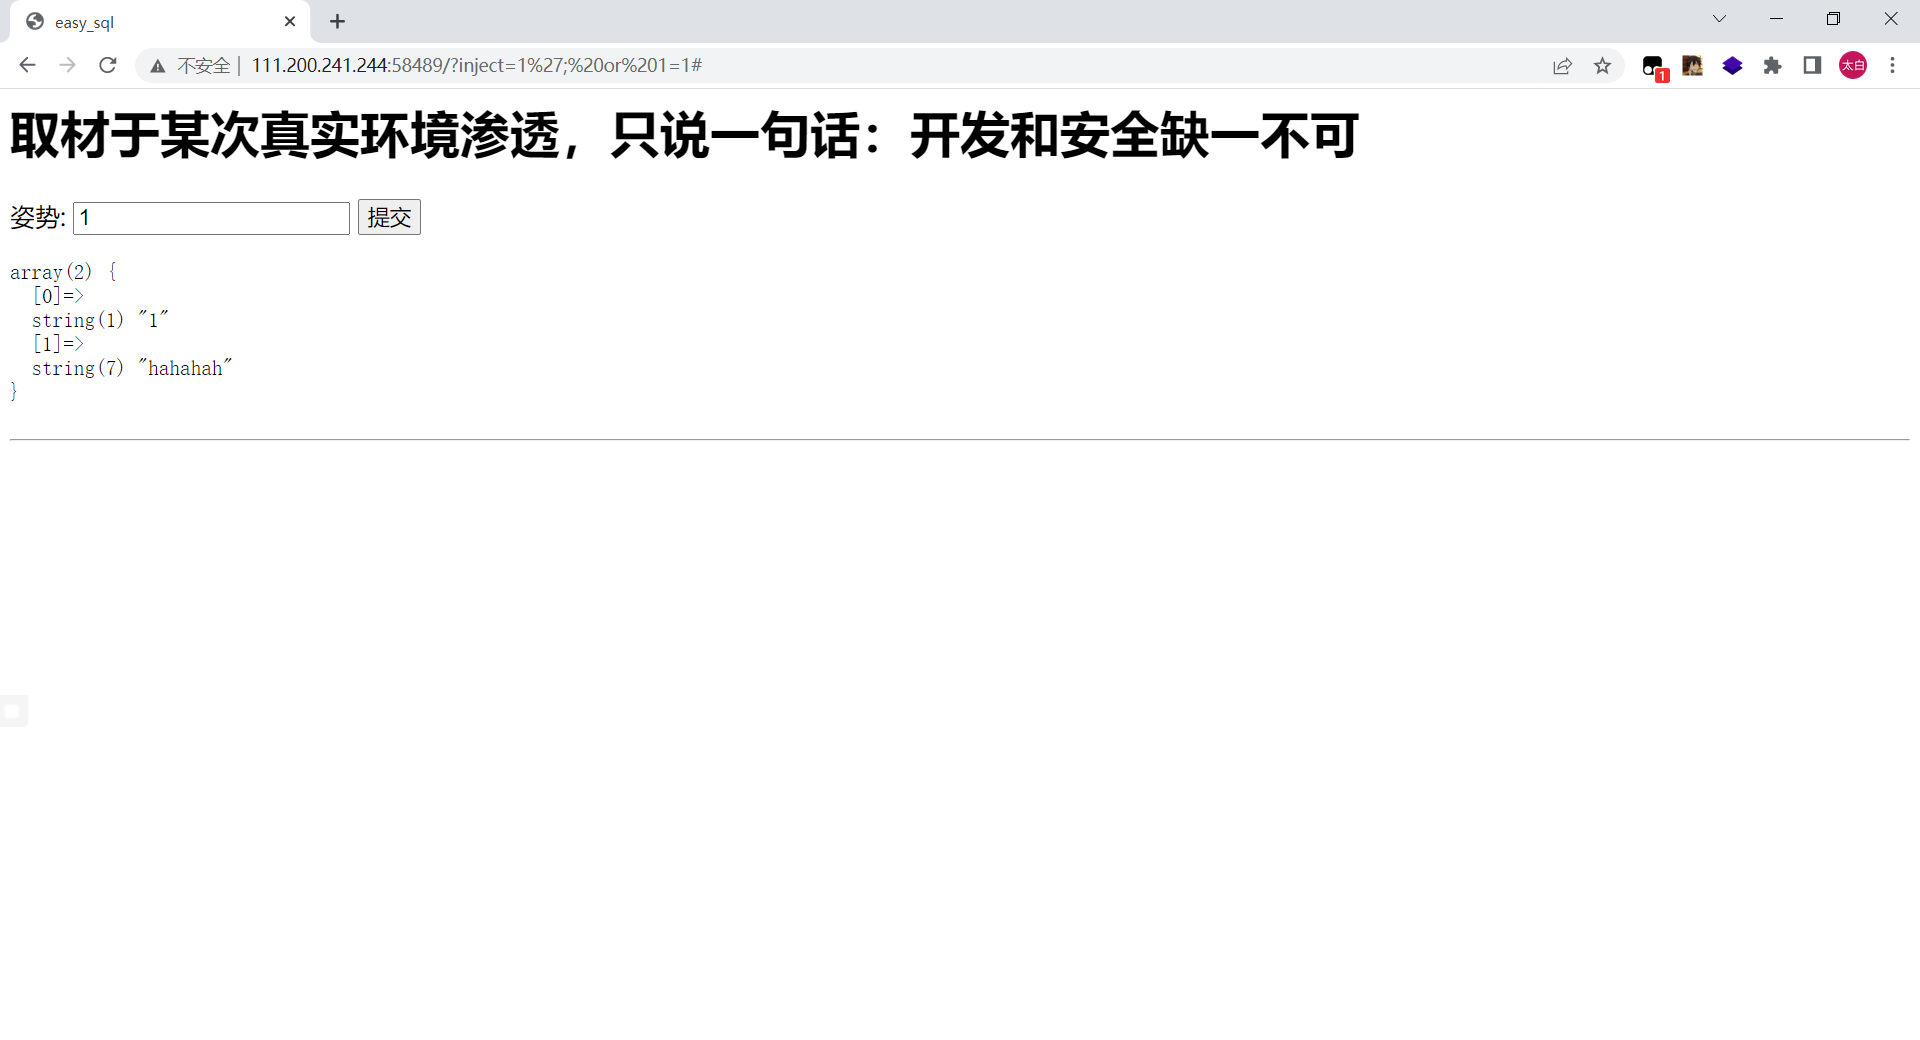 easy_sql
不安全 | 111.200.241.244:58489/?inject=1%27;%20or%201=1#
1
太白
取材于某次真实环境渗透，只说一句话：开发和安全缺一不可
姿势: 1 提交
array(2) {
  [0]=>
  string(1) "1"
  [1]=>
  string(7) "hahahah"
}